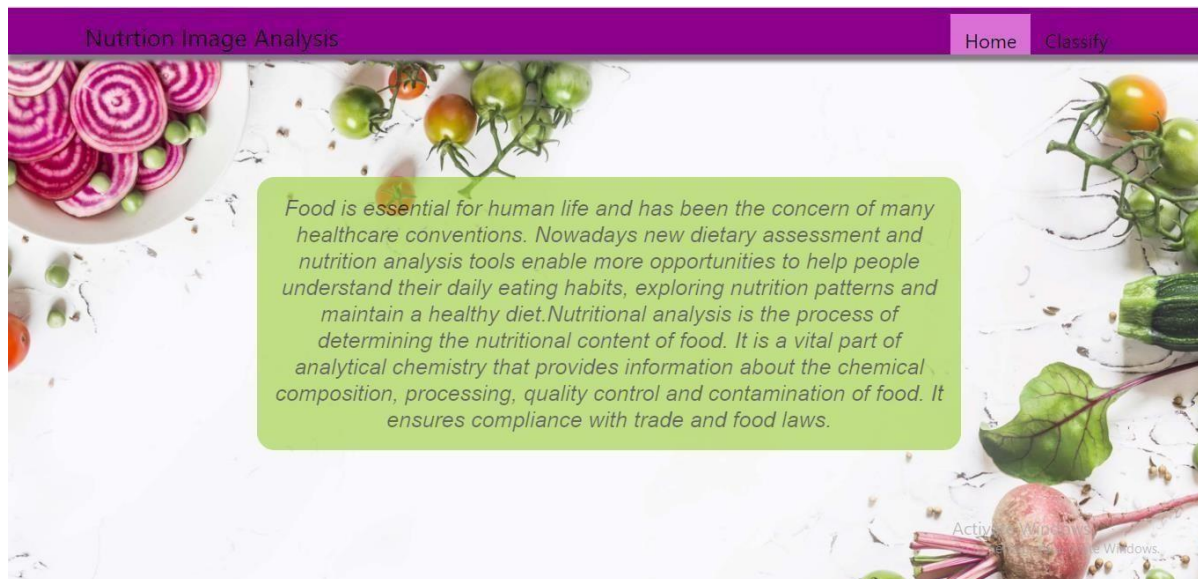 Nutrtion Image Analysis
Home
Classify
Food is essential for human life and has been the concern of many
healthcare conventions. Nowadays new dietary assessment and
nutrition analysis tools enable more opportunities to help people
understand their daily eating habits, exploring nutrition patterns and
maintain a healthy diet.Nutritional analysis is the process of
determining the nutritional content of food. It is a vital part of
analytical chemistry that provides information about the chemical
composition, processing, quality control and contamination of food. It
ensures compliance with trade and food laws.
Activate Windows
Windows.